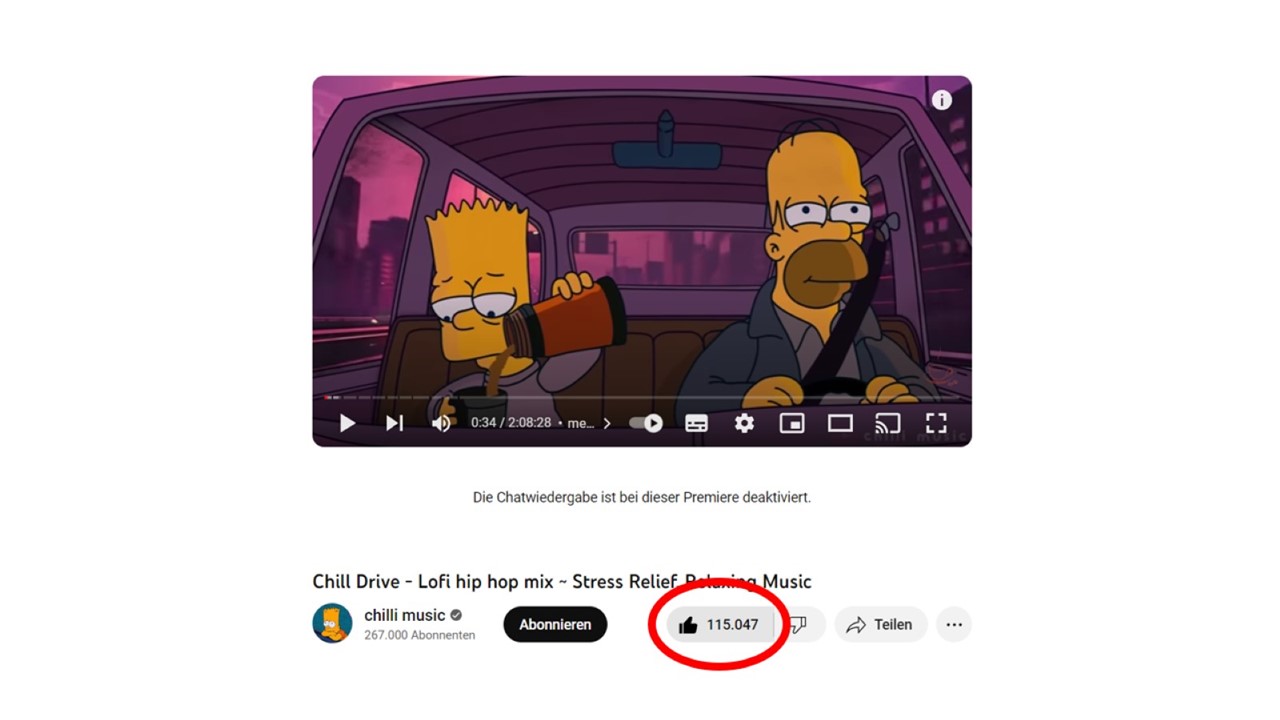 0:34 / 2:08:28 • me...
chilli music
Die Chatwiedergabe ist bei dieser Premiere deaktiviert.
Chill Drive - Lofi hip hop mix ~ Stress Relief, Relaxing Music
chilli music
267.000 Abonnenten
Abonnieren
115.047
Teilen